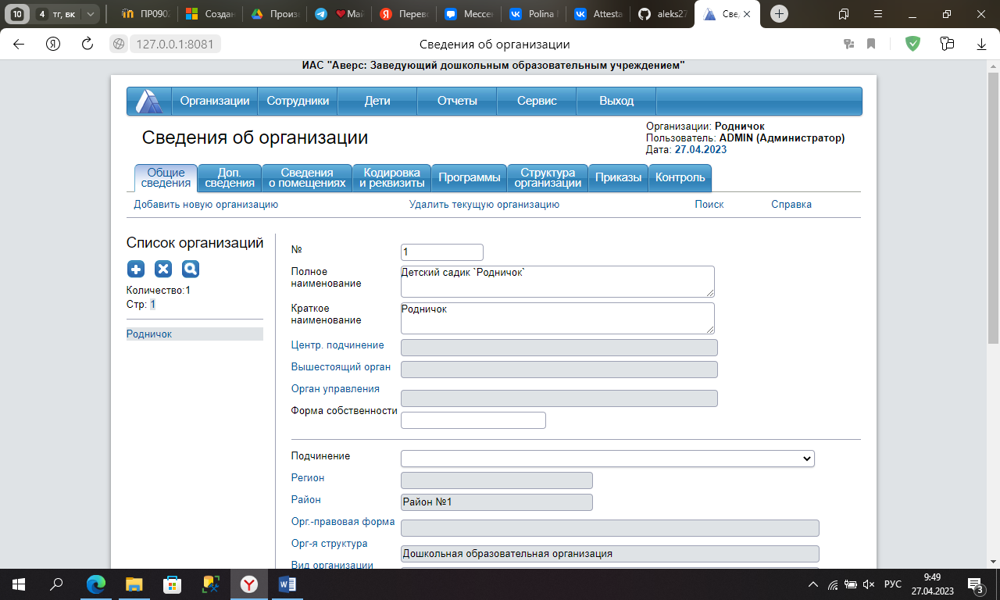 10
4 тг, вк
ПР090
Создан
Произ
❤Май
Перев
Мессен
Polina
Attesta
aleks27
Све,
127.0.0.1:8081
Сведения об организации
ИАС "Аверс: Заведующий дошкольным образовательным учреждением"
Организации Сотрудники Дети Отчеты Сервис Выход
Сведения об организации
Организации: Родничок
Пользователь: ADMIN (Администратор)
Дата: 27.04.2023
Общие сведения
Доп. сведения
Сведения о помещениях
Кодировка и реквизиты
Программы
Структура организации
Приказы
Контроль
Добавить новую организацию Удалить текущую организацию Поиск Справка
Список организаций
Количество:1
Стр: 1
Родничок
№ 1
Полное наименование
Детский садик `Родничок`
Краткое наименование
Родничок
Центр. подчинение
Вышестоящий орган
Орган управления
Форма собственности
Подчинение
Регион
Район
Район №1
Орг.-правовая форма
Орг-я структура
Дошкольная образовательная организация
Вид организации
РУС
9:49
27.04.2023
3